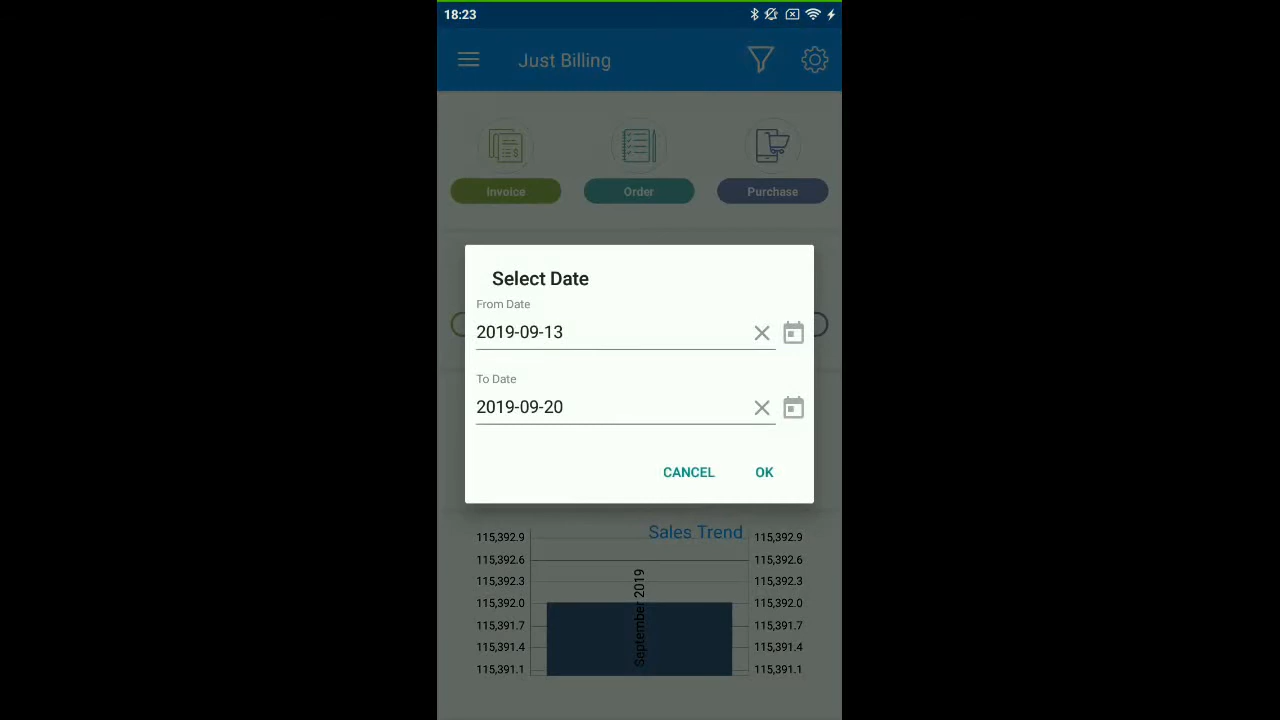 18:23
Just Billing
Invoice Order Purchase
Select Date
From Date
2019-09-13
To Date
2019-09-20
CANCEL OK
Sales Trend
115,392.9 115,392.9
115,392.6 115,392.6
115,392.3 115,392.3
115,392.0 115,392.0
115,391.7 115,391.7
115,391.4 115,391.4
115,391.1 115,391.1
September 2019